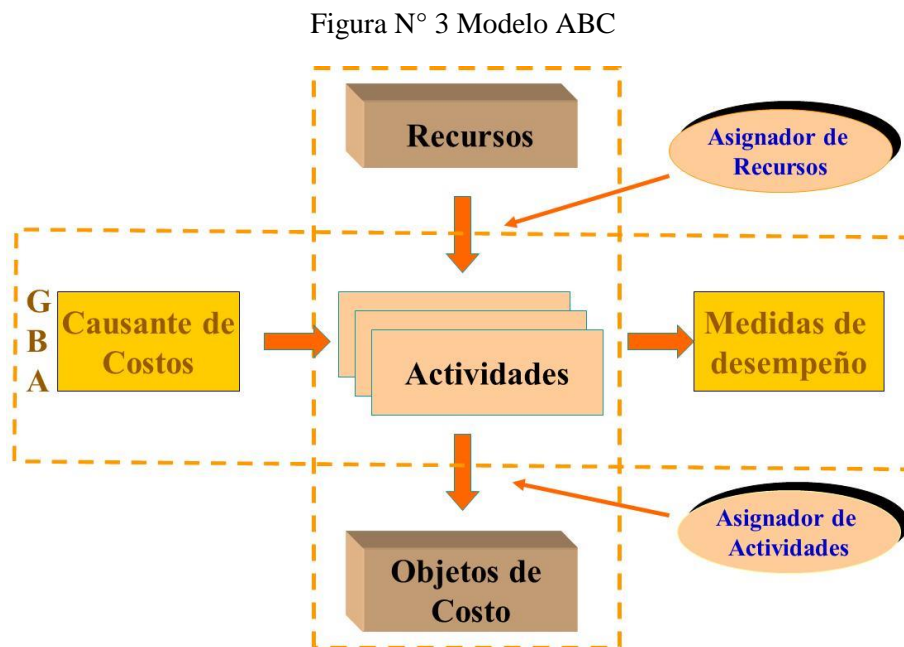 Figura N° 3 Modelo ABC
Recursos
Asignador de
Recursos
G
B
A
Causante de
Costos
Actividades
Medidas de
desempeño
Objetos de
Costo
Asignador de
Actividades